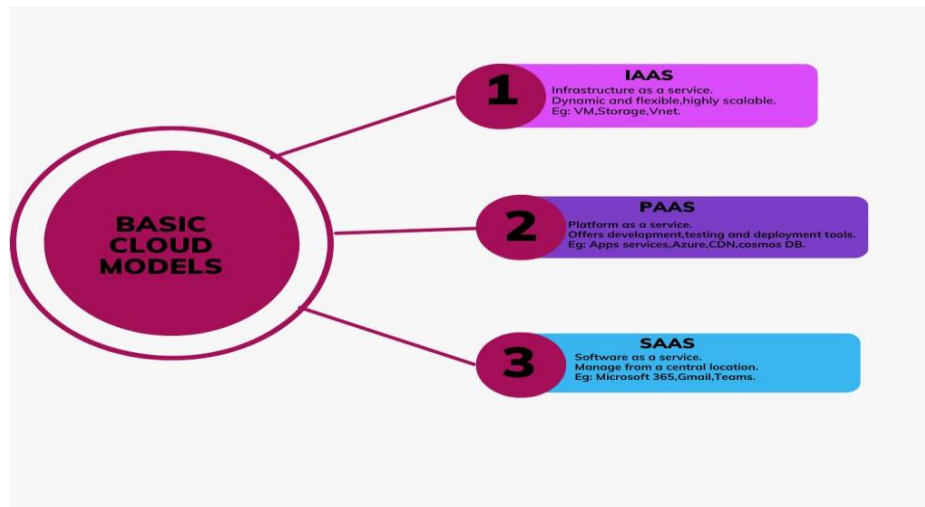 BASIC
CLOUD
MODELS
1
IAAS
Infrastructure as a service.
Dynamic and flexible,highly scalable.
Eg: VM,Storage,Vnet.
2
PAAS
Platform as a service.
Offers development,testing and deployment tools.
Eg: Apps services,Azure,CDN,cosmos DB.
3
SAAS
Software as a service.
Manage from a central location.
Eg: Microsoft 365,Gmail,Teams.